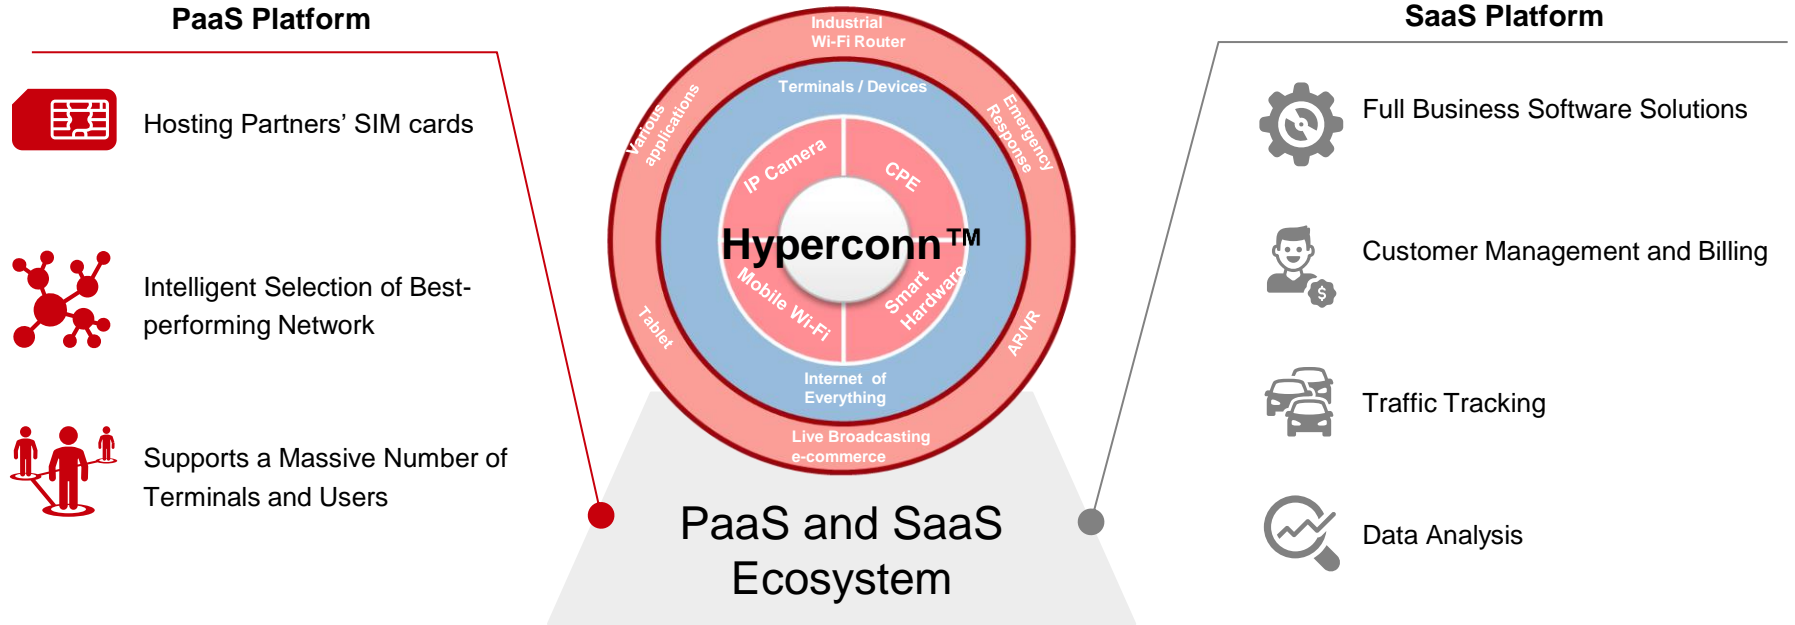 PaaS Platform
Hosting Partners’ SIM cards
Intelligent Selection of Best-
performing Network
Supports a Massive Number of
Terminals and Users
Industrial
Wi-Fi Router
Various
applications
Emergency
Response
Terminals / Devices
IP Camera
CPE
Hyperconn™
Mobile Wi-Fi
Smart
Hardware
Tablet
AR/VR
Internet of
Everything
Live Broadcasting
e-commerce
PaaS and SaaS
Ecosystem
SaaS Platform
Full Business Software Solutions
Customer Management and Billing
$
Traffic Tracking
Data Analysis